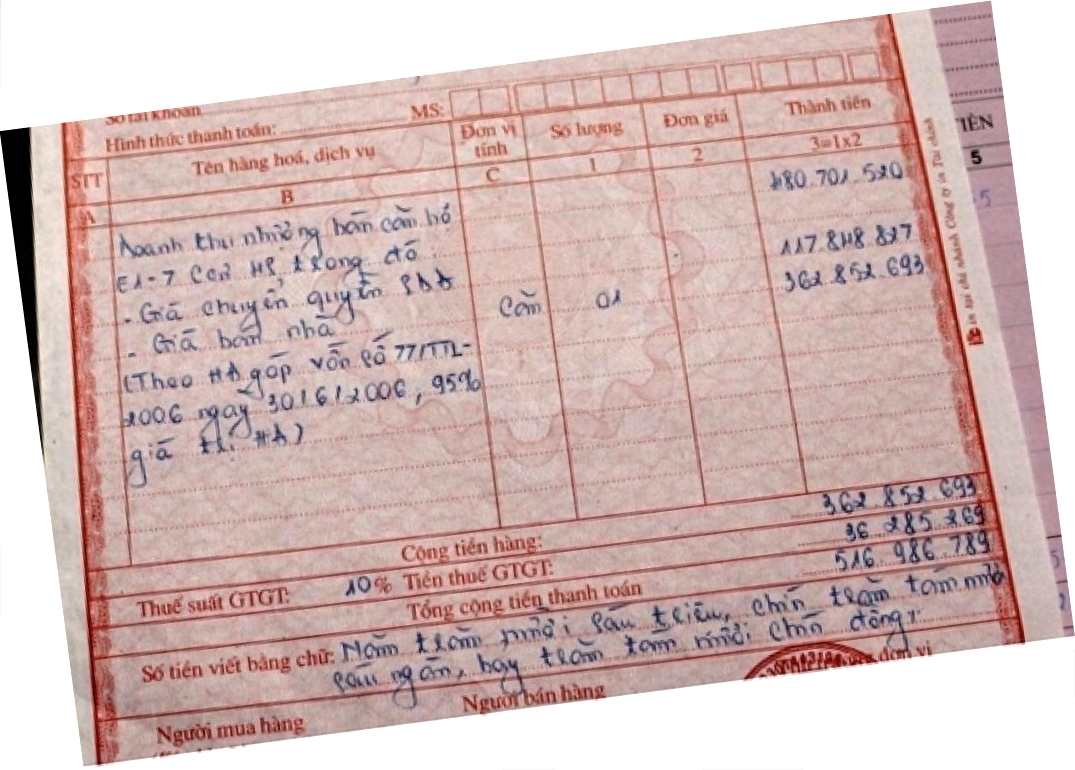 Số tài khoản
Hình thức thanh toán: MS:
STT Tên hàng hoá, dịch vụ Đơn vị tính Số lượng Đơn giá Thành tiền
A B C 1 2 3=1x2
Doanh thu nhượng bán căn hộ 480.701.520
E1-7 CC2 MĐ, trong đó
- Giá chuyển quyền SDĐ 117.848.827
- Giá bán nhà Căn 01 362.852.693
(Theo HĐ góp vốn số 77/TTL-
2006 ngày 30/6/2006, 95%
giá trị HĐ)
Cộng tiền hàng: 362.852.693
Thuế suất GTGT: 10% Tiền thuế GTGT: 36.285.269
Tổng cộng tiền thanh toán 516.986.789
Số tiền viết bằng chữ: Năm trăm, mười sáu triệu, chín trăm tám mươi
sáu ngàn, bảy trăm tám mươi chín đồng
Người mua hàng Người bán hàng đơn vị
IỀN
5
In tại chi nhánh Công ty in Tài chính